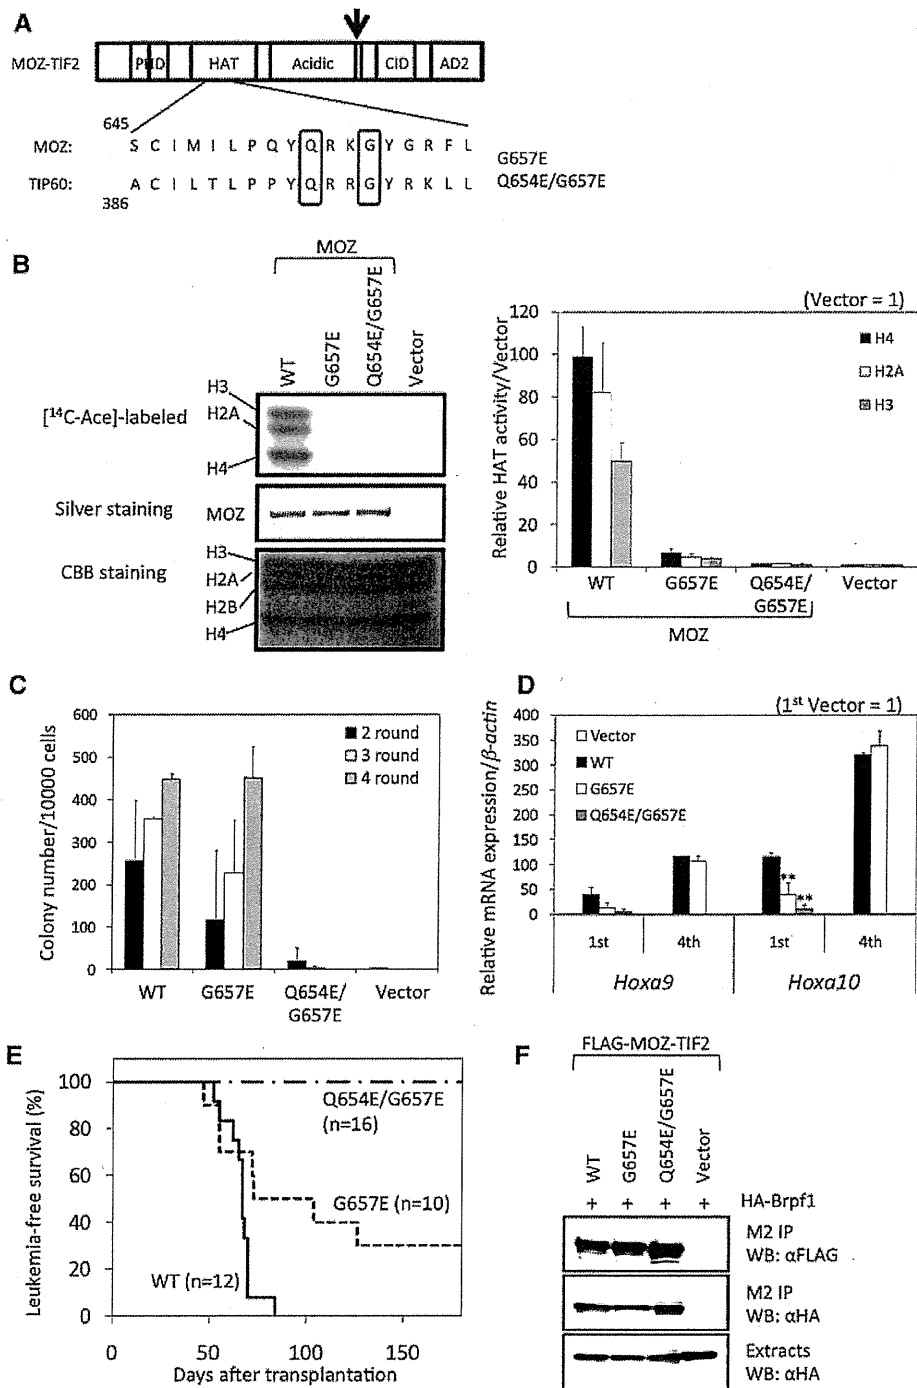 A
MOZ-TIF2
PHD HAT Acidic CID AD2
645
MOZ: S C I M I L P Q Y Q R K G Y G R F L
TIP60: A C I L T L P P Y Q R R G Y R K L L
386
G657E
Q654E/G657E
B
MOZ
WT
G657E
Q654E/G657E
Vector
[¹⁴C-Ace]-labeled
H3
H2A
H4
Silver staining
MOZ
CBB staining
H3
H2A
H2B
H4
(Vector = 1)
Relative HAT activity/Vector
120
100
80
60
40
20
0
H4
H2A
H3
WT G657E Q654E/ Vector
G657E
MOZ
C
Colony number/10000 cells
600
500
400
300
200
100
0
2 round
3 round
4 round
WT G657E Q654E/ Vector
G657E
D
(1st Vector = 1)
Relative mRNA expression/β-actin
400
350
300
250
200
150
100
50
0
Vector
WT
G657E
Q654E/G657E
**
**
1st 4th 1st 4th
Hoxa9 Hoxa10
E
Leukemia-free survival (%)
100
80
60
40
20
0
Q654E/G657E
(n=16)
G657E (n=10)
WT (n=12)
0 50 100 150
Days after transplantation
F
FLAG-MOZ-TIF2
WT
G657E
Q654E/G657E
Vector
+ + + + HA-Brpf1
M2 IP
WB: αFLAG
M2 IP
WB: αHA
Extracts
WB: αHA